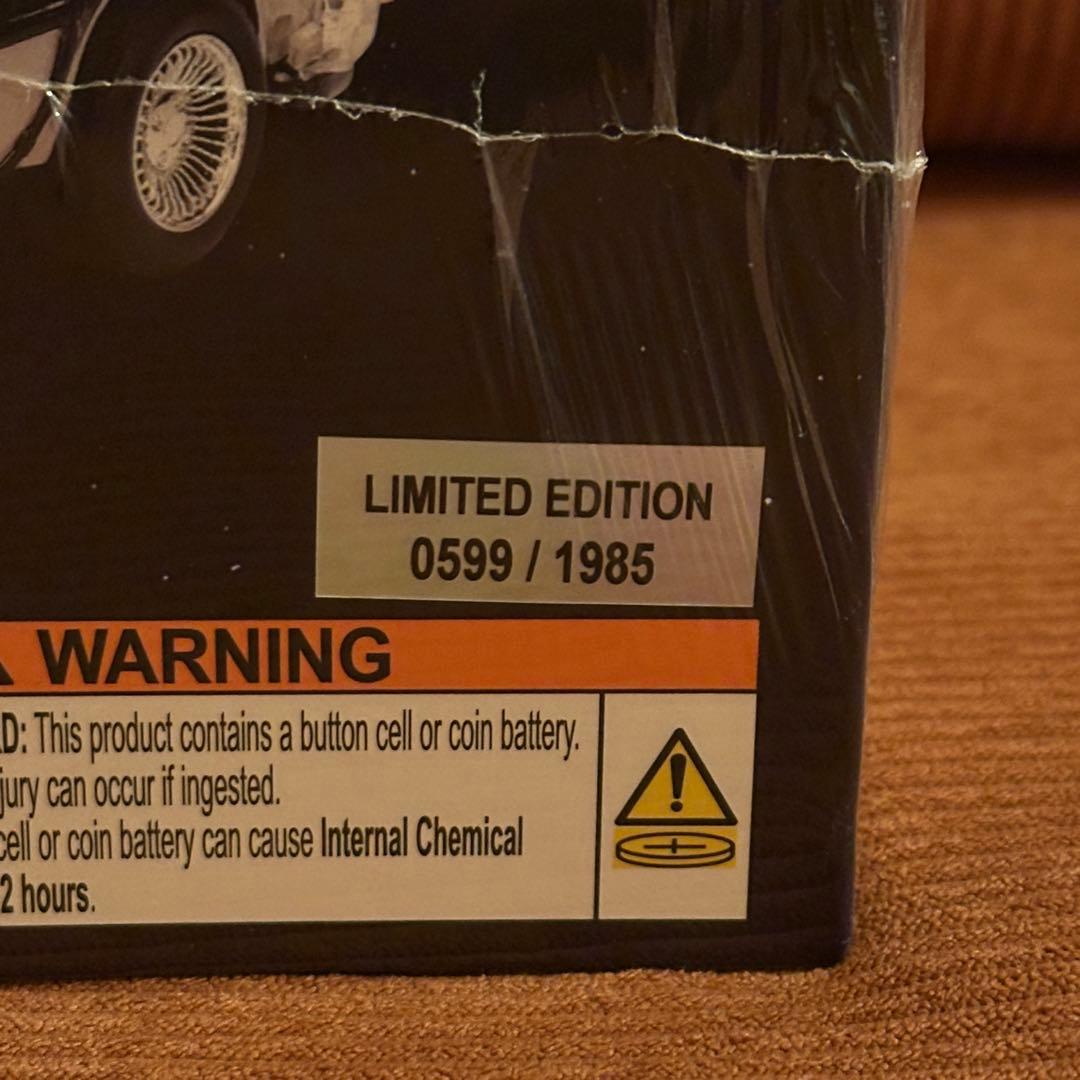 LIMITED EDITION
0599 / 1985
WARNING
D: This product contains a button cell or coin battery.
jury can occur if ingested.
cell or coin battery can cause Internal Chemical
2 hours.